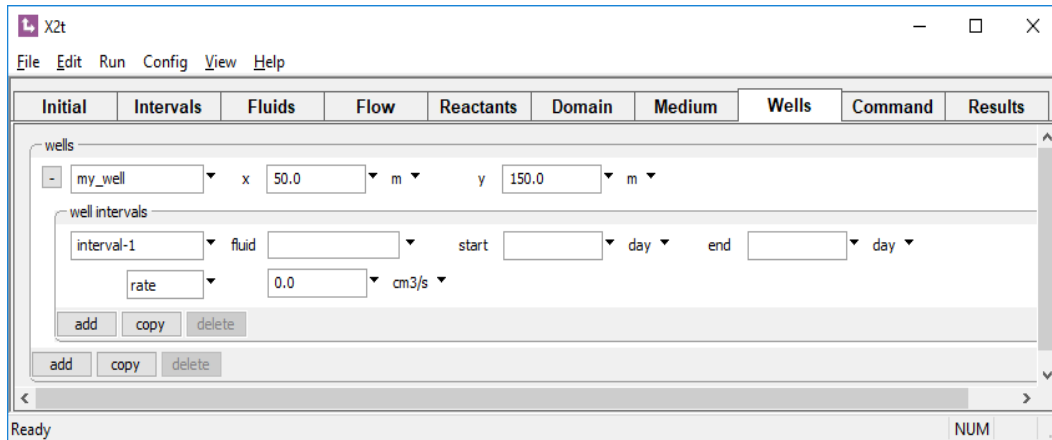 X2t
File Edit Run Config View Help
Initial Intervals Fluids Flow Reactants Domain Medium Wells Command Results
wells
- my_well x 50.0 m y 150.0 m
well intervals
interval-1 fluid start day end day
rate 0.0 cm3/s
add copy delete
add copy delete
Ready NUM